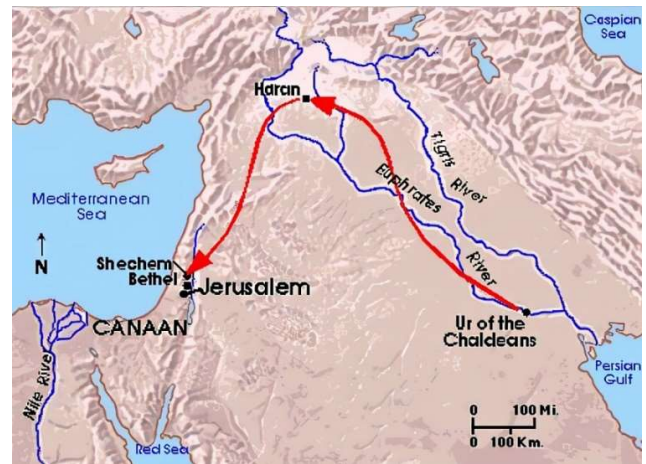 Caspian
Sea
Haran
Tigris
River
Euphrates
River
Mediterranean
Sea
N
Shechem
Bethel
Jerusalem
CANAAN
Ur of the
Chaldeans
Persian
Gulf
Nile River
Red Sea
0 100 Mi.
0 100 Km.